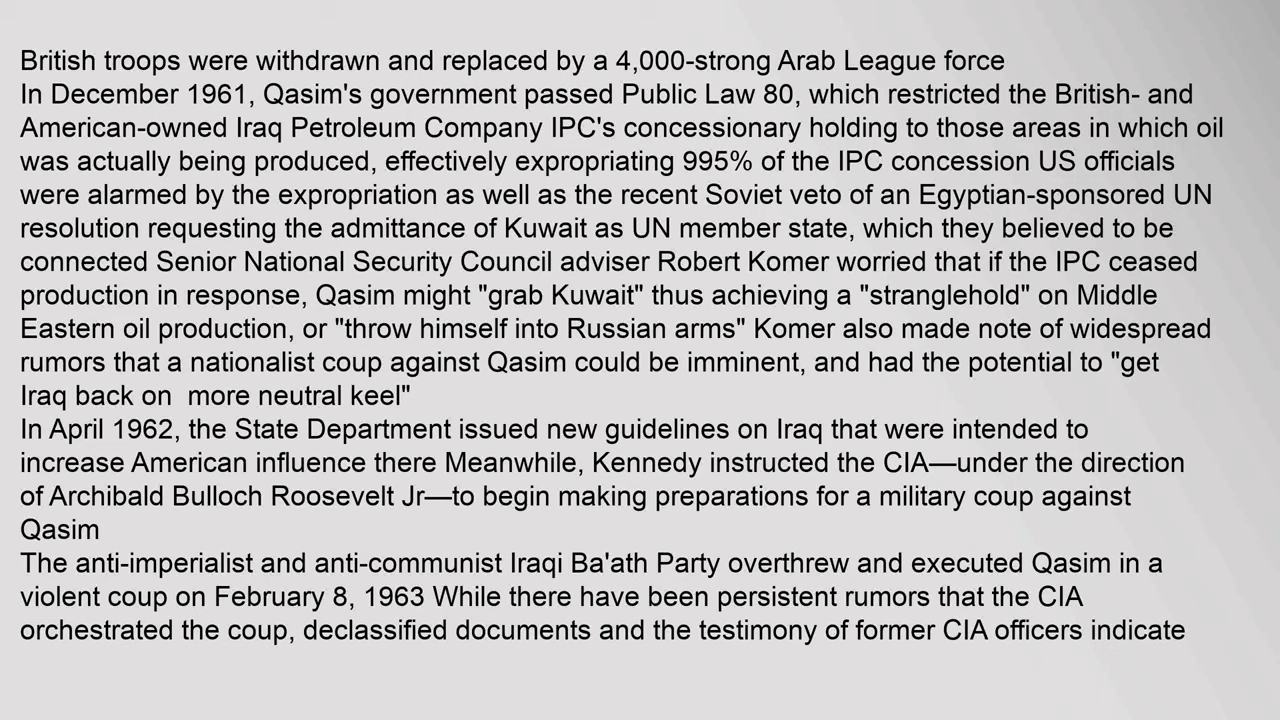 British troops were withdrawn and replaced by a 4,000-strong Arab League force
In December 1961, Qasim's government passed Public Law 80, which restricted the British- and
American-owned Iraq Petroleum Company IPC's concessionary holding to those areas in which oil
was actually being produced, effectively expropriating 995% of the IPC concession US officials
were alarmed by the expropriation as well as the recent Soviet veto of an Egyptian-sponsored UN
resolution requesting the admittance of Kuwait as UN member state, which they believed to be
connected Senior National Security Council adviser Robert Komer worried that if the IPC ceased
production in response, Qasim might "grab Kuwait" thus achieving a "stranglehold" on Middle
Eastern oil production, or "throw himself into Russian arms" Komer also made note of widespread
rumors that a nationalist coup against Qasim could be imminent, and had the potential to "get
Iraq back on  more neutral keel"
In April 1962, the State Department issued new guidelines on Iraq that were intended to
increase American influence there Meanwhile, Kennedy instructed the CIA—under the direction
of Archibald Bulloch Roosevelt Jr—to begin making preparations for a military coup against
Qasim
The anti-imperialist and anti-communist Iraqi Ba'ath Party overthrew and executed Qasim in a
violent coup on February 8, 1963 While there have been persistent rumors that the CIA
orchestrated the coup, declassified documents and the testimony of former CIA officers indicate